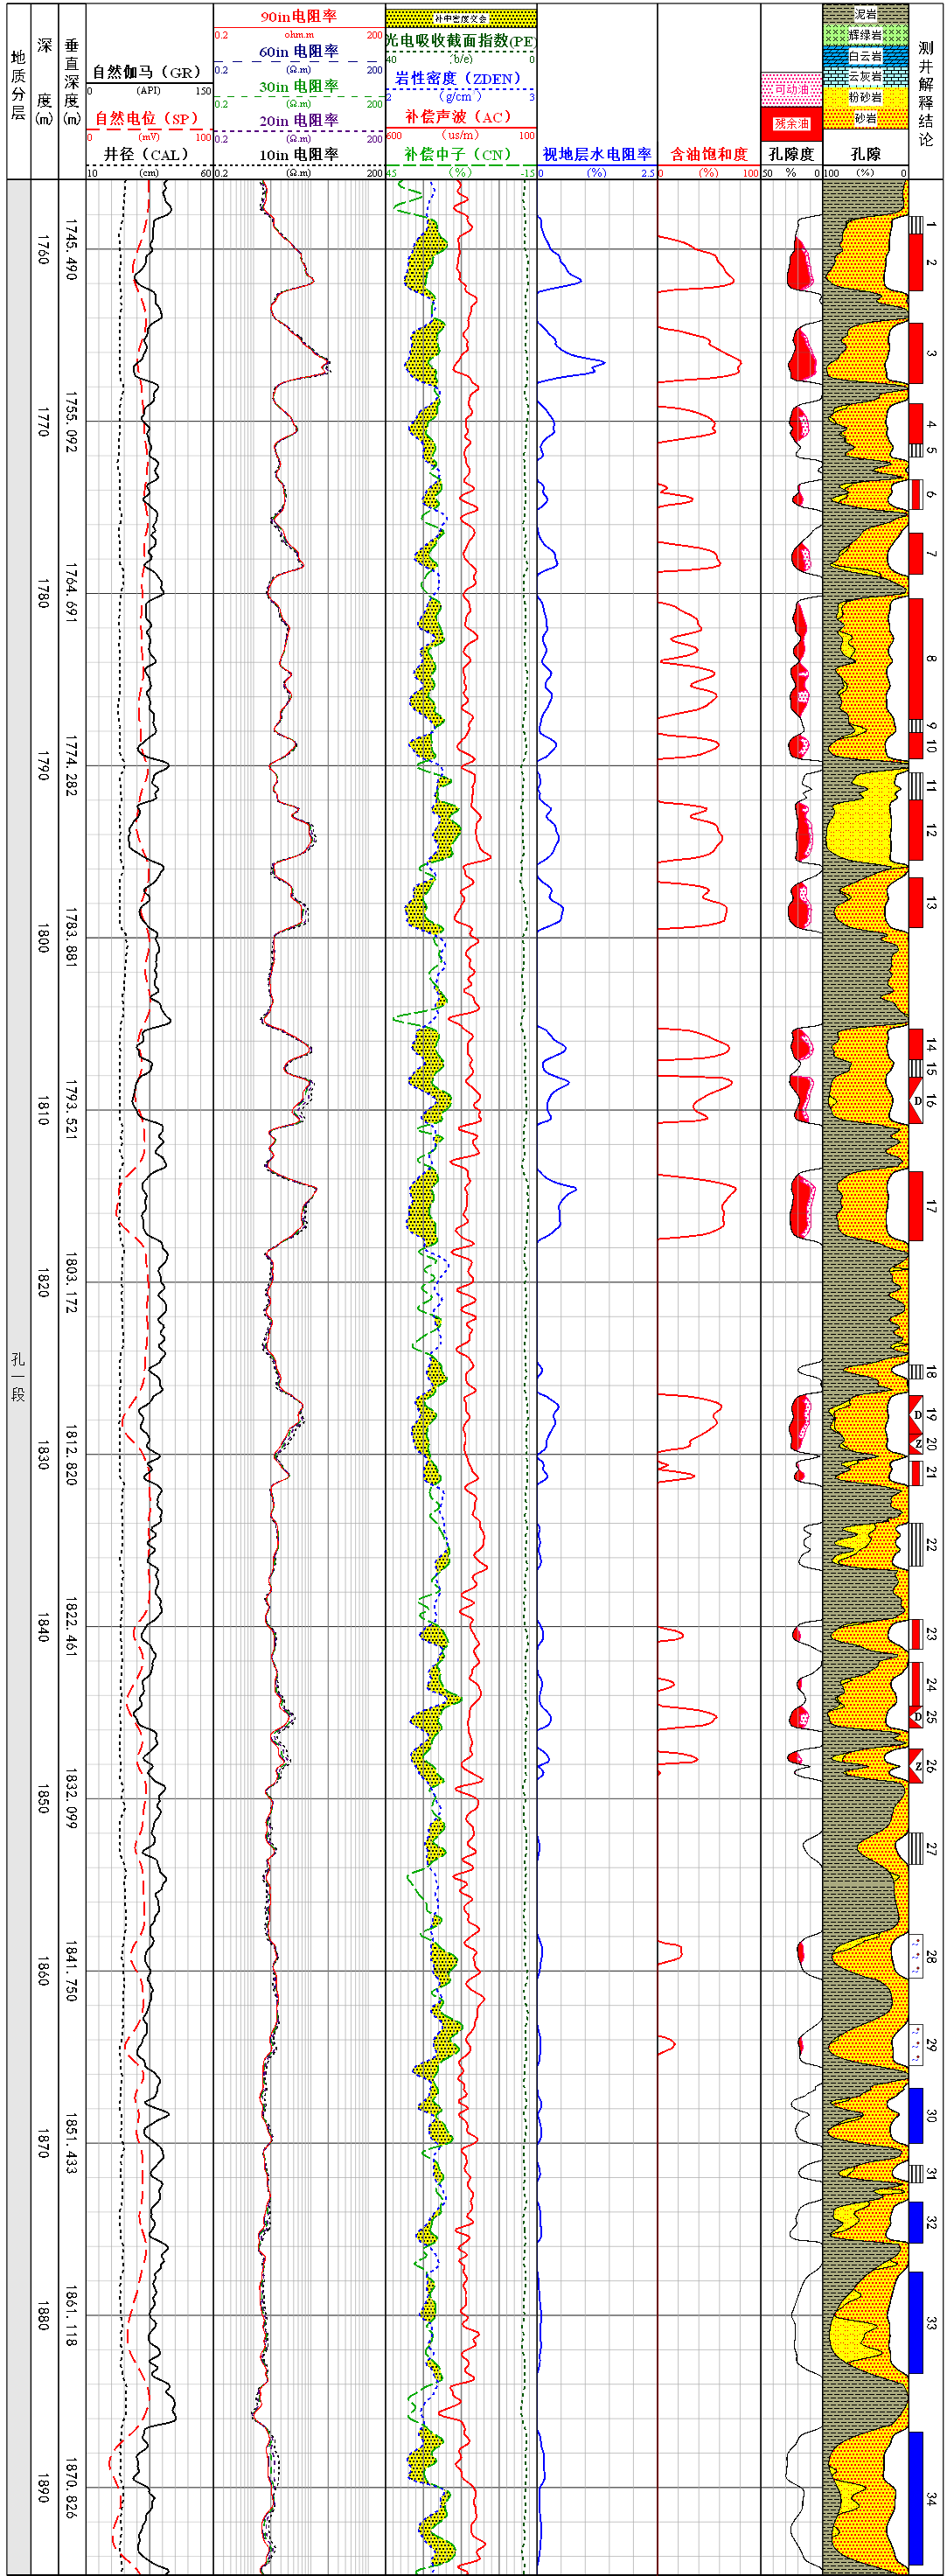 地质分层
深度(m)
垂直深度(m)
自然伽马（GR）
0 (API) 150
自然电位（SP）
0 (mV) 100
井径（CAL）
10 (cm) 60
90in 电阻率
0.2 ohm.m 200
60in 电阻率
0.2 (Ω.m) 200
30in 电阻率
0.2 (Ω.m) 200
20in 电阻率
0.2 (Ω.m) 200
10in 电阻率
0.2 (Ω.m) 200
补中密度交会
光电吸收截面指数(PE)
40 (b/e) 0
岩性密度（ZDEN）
2 (g/cm 3
补偿声波（AC）
600 (us/m) 100
补偿中子（CN）
45 (%) -15
视地层水电阻率
0 (%) 2.5
含油饱和度
0 (%) 100
可动油
残余油
孔隙度
50 % 0
泥岩
辉绿岩
白云岩
云灰岩
粉砂岩
砂岩
孔隙
100 (%) 0
测井解释结论
孔一段
1760
1770
1780
1790
1800
1810
1820
1830
1840
1850
1860
1870
1880
1890
1745.490
1755.092
1764.691
1774.282
1783.881
1793.521
1803.172
1812.820
1822.461
1832.099
1841.750
1851.433
1861.118
1870.826
1
2
3
4
5
6
7
8
9
10
11
12
13
14
15
D 16
17
18
D 19
N 20
21
22
23
24
D 25
N 26
27
28
29
30
31
32
33
34